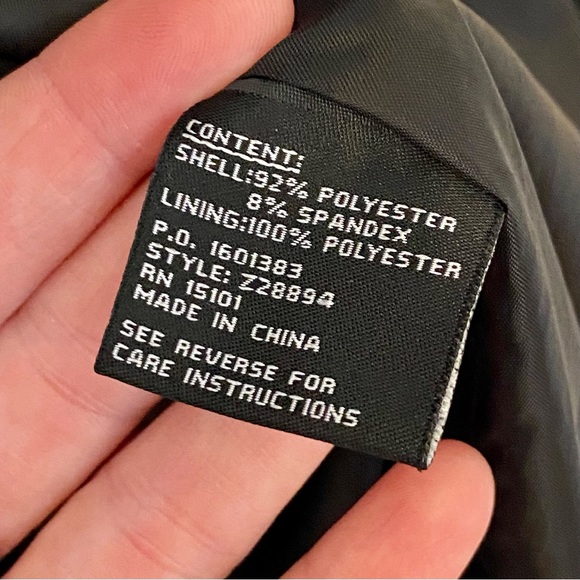 CONTENT:
SHELL:92% POLYESTER
8% SPANDEX
LINING:100% POLYESTER
P.O. 1601383
STYLE: Z28894
RN 15101
MADE IN CHINA
SEE REVERSE FOR
CARE INSTRUCTIONS